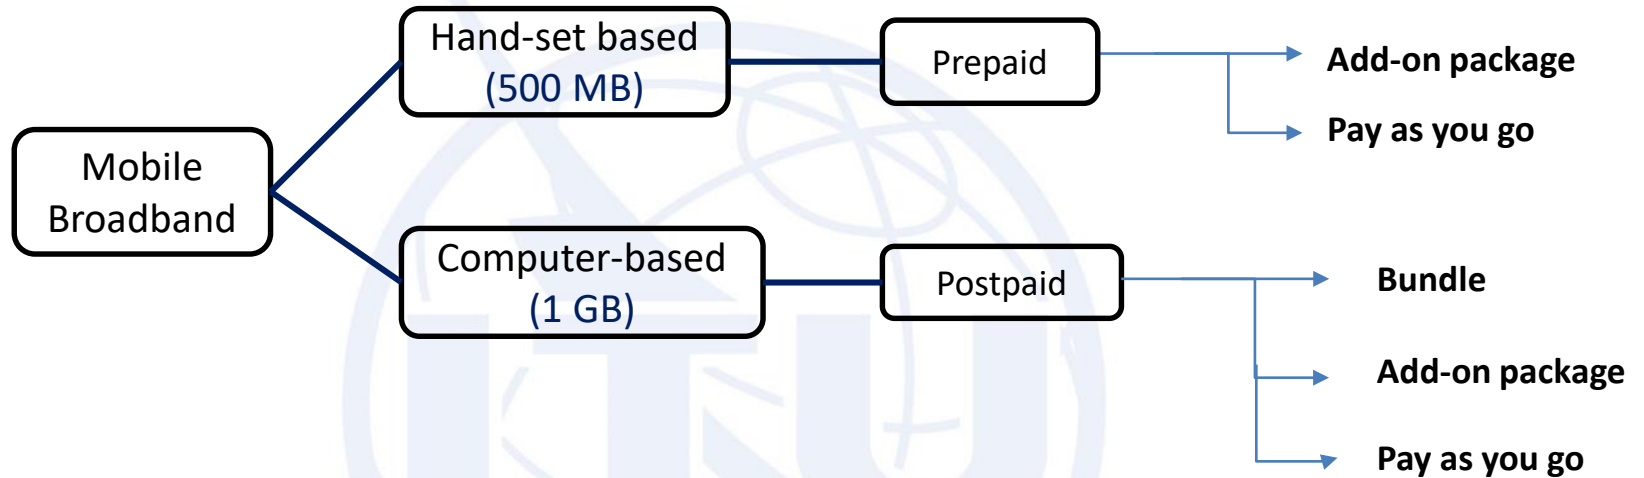 Mobile
Broadband
Hand-set based
(500 MB)
Prepaid
Add-on package
Pay as you go
Computer-based
(1 GB)
Postpaid
Bundle
Add-on package
Pay as you go
ITU